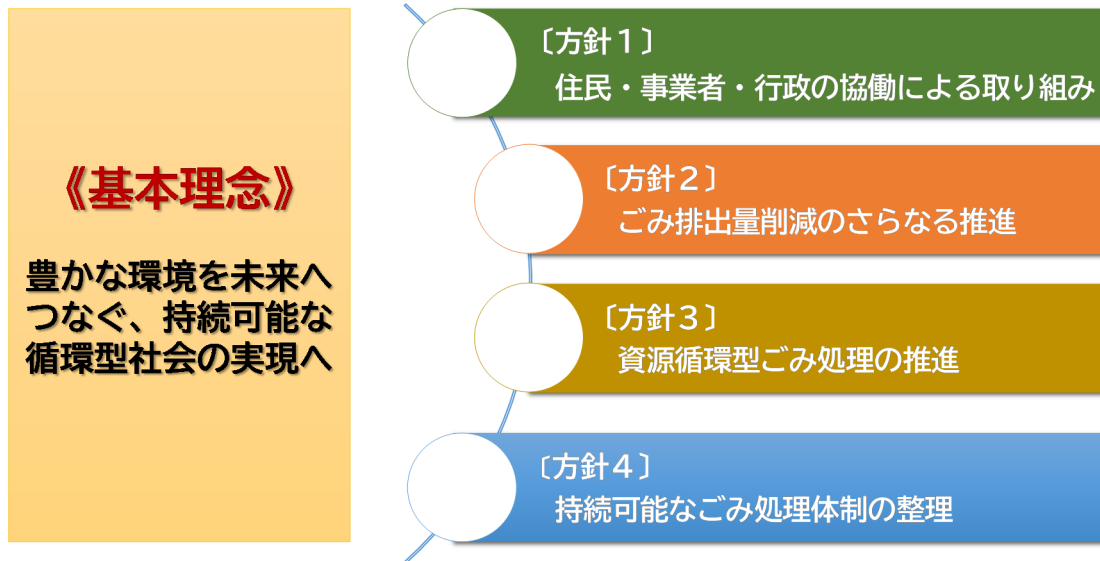 《基本理念》
豊かな環境を未来へ
つなぐ、持続可能な
循環型社会の実現へ
〔方針１〕
住民・事業者・行政の協働による取り組み
〔方針２〕
ごみ排出量削減のさらなる推進
〔方針３〕
資源循環型ごみ処理の推進
〔方針４〕
持続可能なごみ処理体制の整理